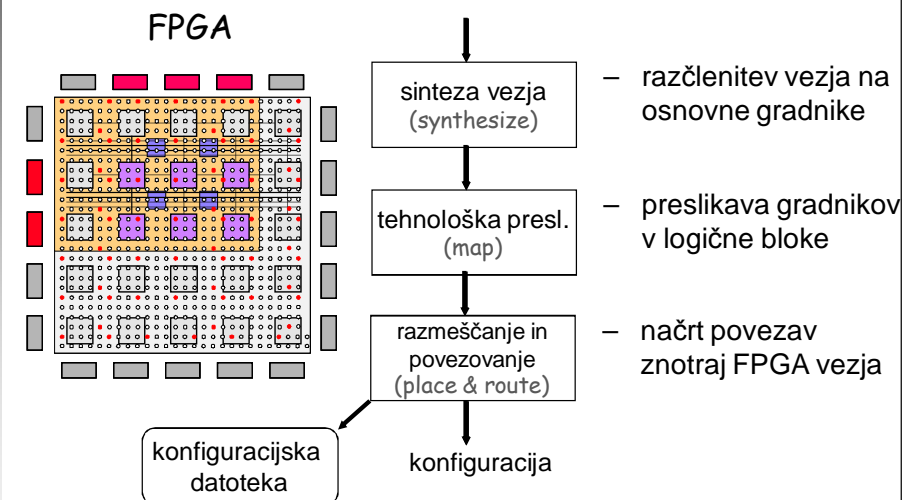 FPGA
sinteza vezja
(synthesize)
– razčlenitev vezja na
osnovne gradnike
tehnološka presl.
(map)
– preslikava gradnikov
v logične bloke
razmeščanje in
povezovanje
(place & route)
– načrt povezav
znotraj FPGA vezja
konfiguracijska
datoteka
konfiguracija